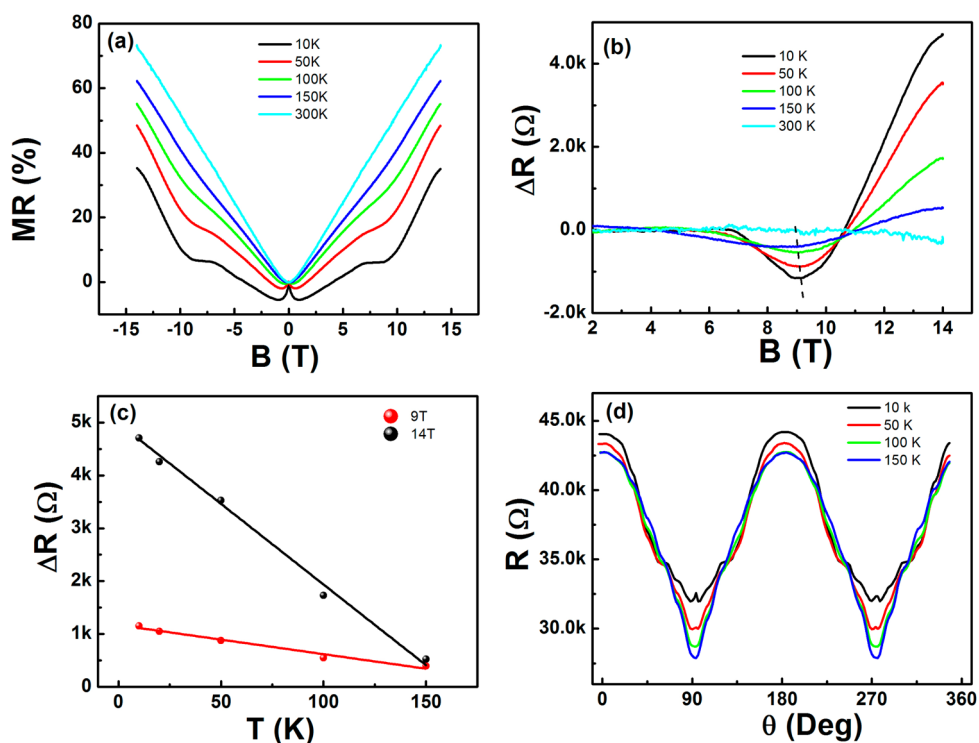 (a)
10K
50K
100K
150K
300K
80
60
40
20
0
MR (%)
-15
-10
-5
0
5
10
15
B (T)
(b)
10 K
50 K
100 K
150 K
300 K
4.0k
2.0k
0.0
-2.0k
ΔR (Ω)
2
4
6
8
10
12
14
B (T)
(c)
9T
14T
5k
4k
3k
2k
1k
0
ΔR (Ω)
0
50
100
150
T (K)
(d)
10 k
50 K
100 K
150 K
45.0k
40.0k
35.0k
30.0k
R (Ω)
0
90
180
270
360
θ (Deg)